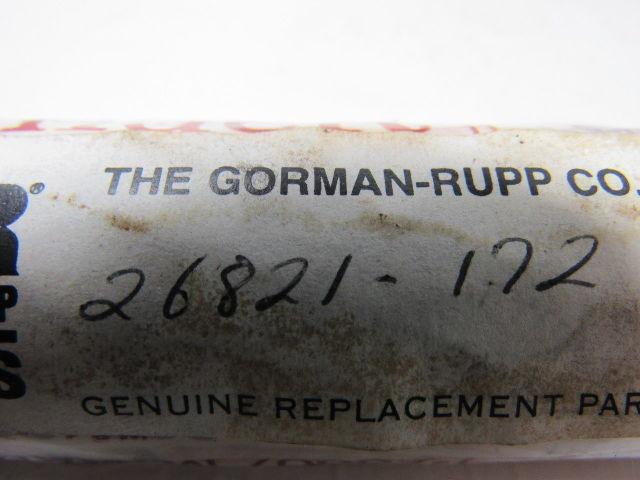 THE GORMAN-RUPP CO.
26821-172
GENUINE REPLACEMENT PAR